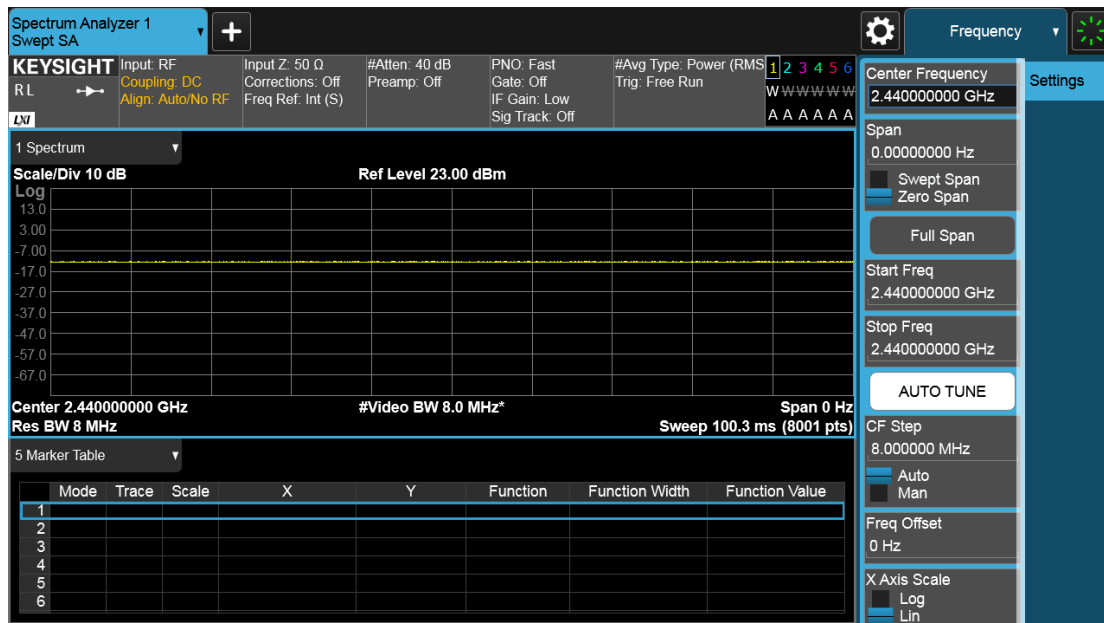 Spectrum Analyzer 1
Swept SA
▼
+
Frequency
▼
KEYSIGHT
R L
LXI
Input: RF
Coupling: DC
Align: Auto/No RF
Input Z: 50 Ω
Corrections: Off
Freq Ref: Int (S)
#Atten: 40 dB
Preamp: Off
PNO: Fast
Gate: Off
IF Gain: Low
Sig Track: Off
#Avg Type: Power (RMS
Trig: Free Run
1 2 3 4 5 6
W W W W W W
A A A A A A
1 Spectrum ▼
Scale/Div 10 dB
Ref Level 23.00 dBm
Log
13.0
3.00
-7.00
-17.0
-27.0
-37.0
-47.0
-57.0
-67.0
Center 2.440000000 GHz
#Video BW 8.0 MHz*
Span 0 Hz
Res BW 8 MHz
Sweep 100.3 ms (8001 pts)
5 Marker Table ▼
Mode Trace Scale X Y Function Function Width Function Value
1
2
3
4
5
6
Center Frequency
2.440000000 GHz
Span
0.00000000 Hz
Swept Span
Zero Span
Full Span
Start Freq
2.440000000 GHz
Stop Freq
2.440000000 GHz
AUTO TUNE
CF Step
8.000000 MHz
Auto
Man
Freq Offset
0 Hz
X Axis Scale
Log
Lin
Settings